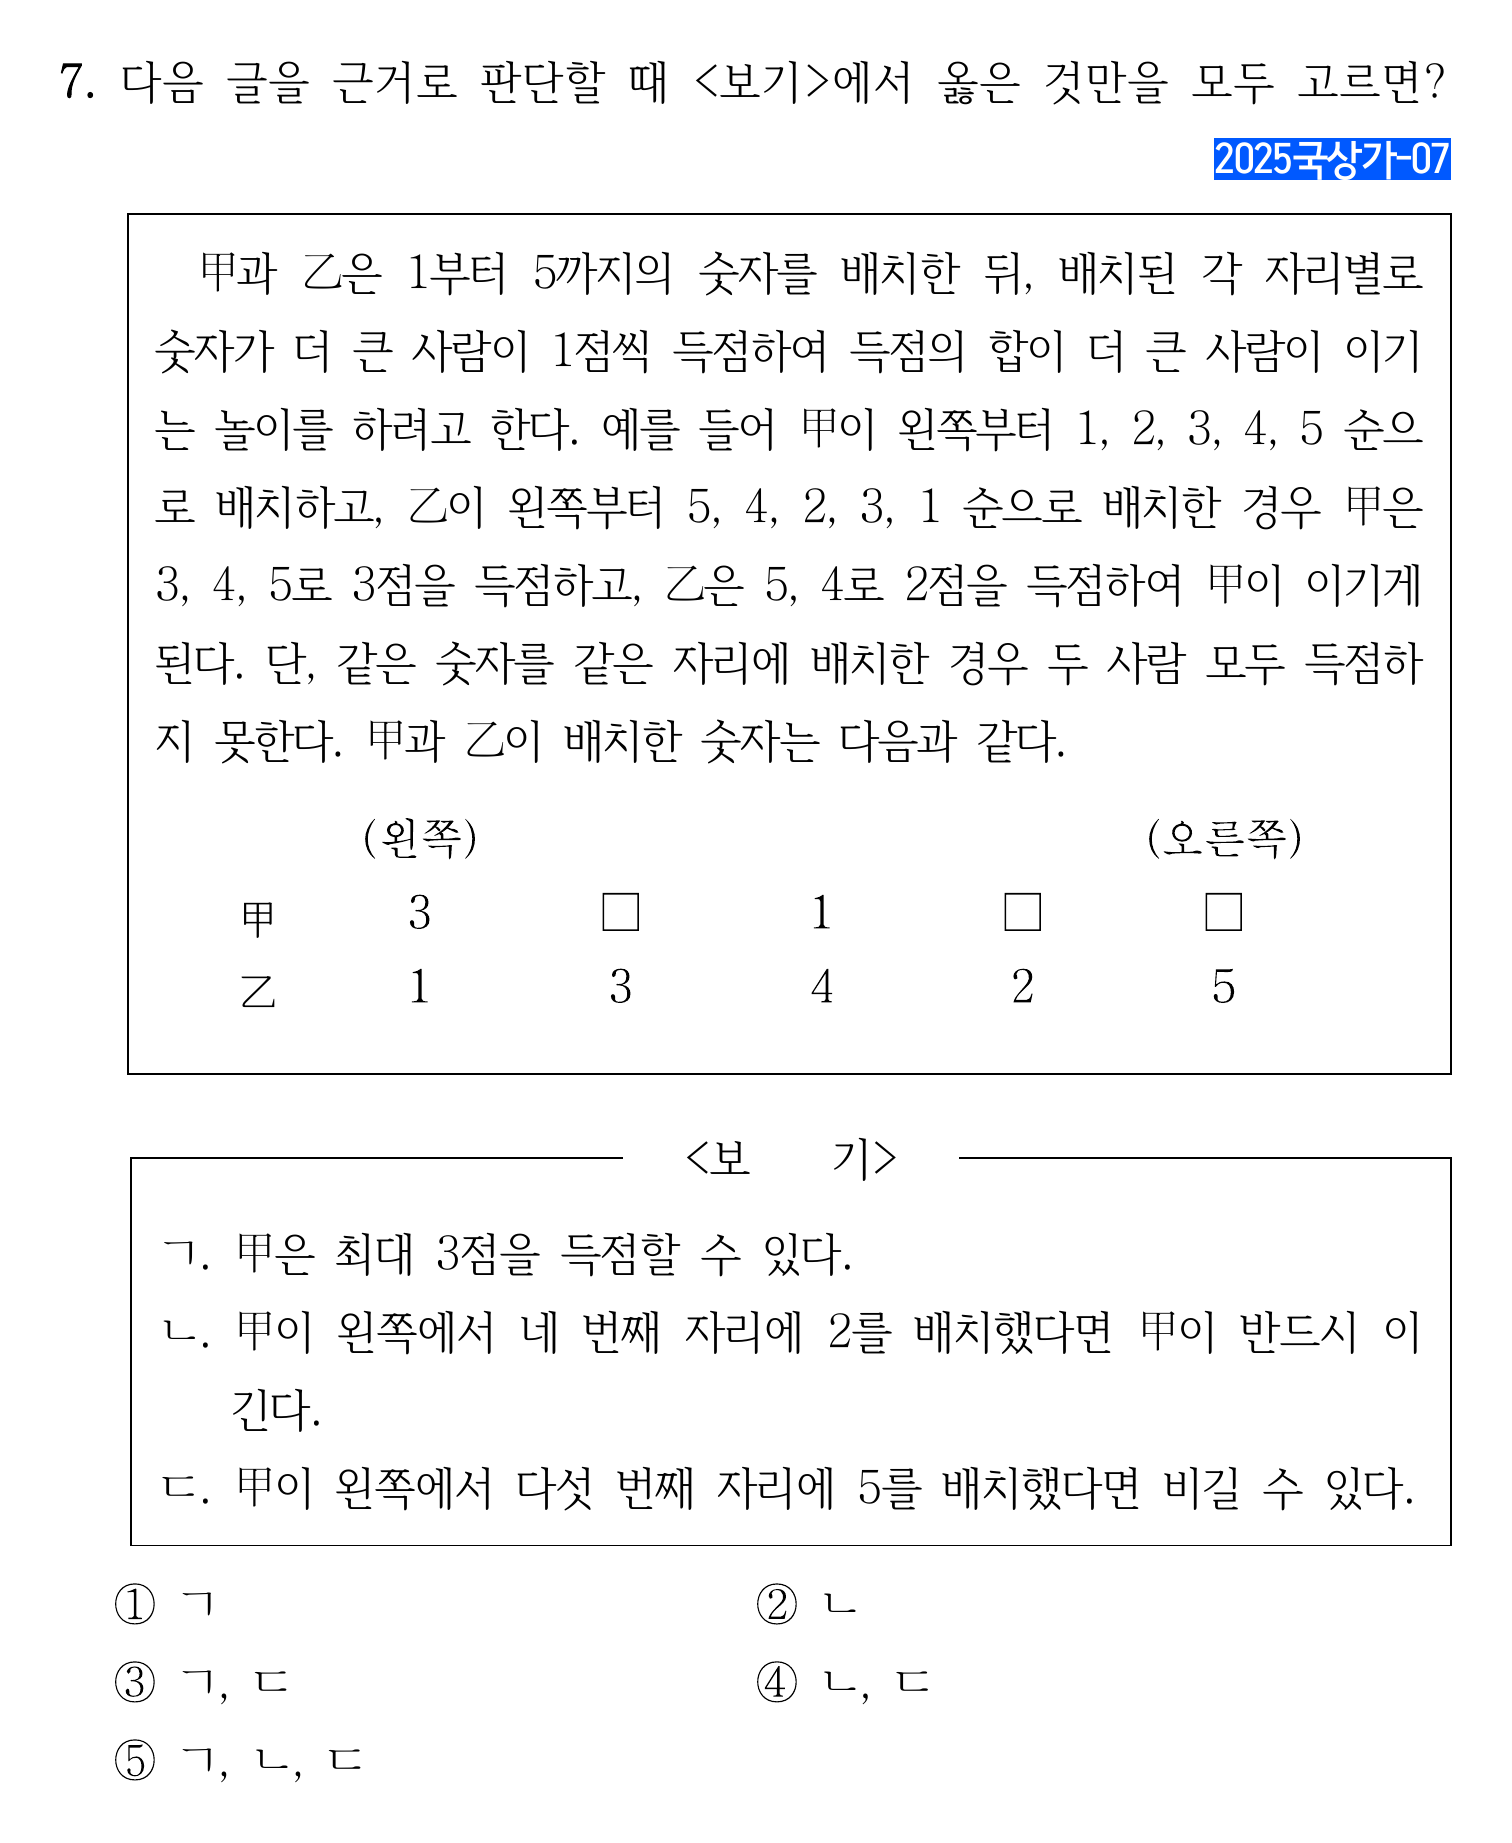 7. 다음 글을 근거로 판단할 때 <보기>에서 옳은 것만을 모두 고르면?
2025국상가-07
甲과 乙은 1부터 5까지의 숫자를 배치한 뒤, 배치된 각 자리별로
숫자가 더 큰 사람이 1점씩 득점하여 득점의 합이 더 큰 사람이 이기
는 놀이를 하려고 한다. 예를 들어 甲이 왼쪽부터 1, 2, 3, 4, 5 순으
로 배치하고, 乙이 왼쪽부터 5, 4, 2, 3, 1 순으로 배치한 경우 甲은
3, 4, 5로 3점을 득점하고, 乙은 5, 4로 2점을 득점하여 甲이 이기게
된다. 단, 같은 숫자를 같은 자리에 배치한 경우 두 사람 모두 득점하
지 못한다. 甲과 乙이 배치한 숫자는 다음과 같다.
(왼쪽) (오른쪽)
甲 3 □ 1 □ □
乙 1 3 4 2 5
<보 기>
ㄱ. 甲은 최대 3점을 득점할 수 있다.
ㄴ. 甲이 왼쪽에서 네 번째 자리에 2를 배치했다면 甲이 반드시 이
긴다.
ㄷ. 甲이 왼쪽에서 다섯 번째 자리에 5를 배치했다면 비길 수 있다.
① ㄱ ② ㄴ
③ ㄱ, ㄷ ④ ㄴ, ㄷ
⑤ ㄱ, ㄴ, ㄷ